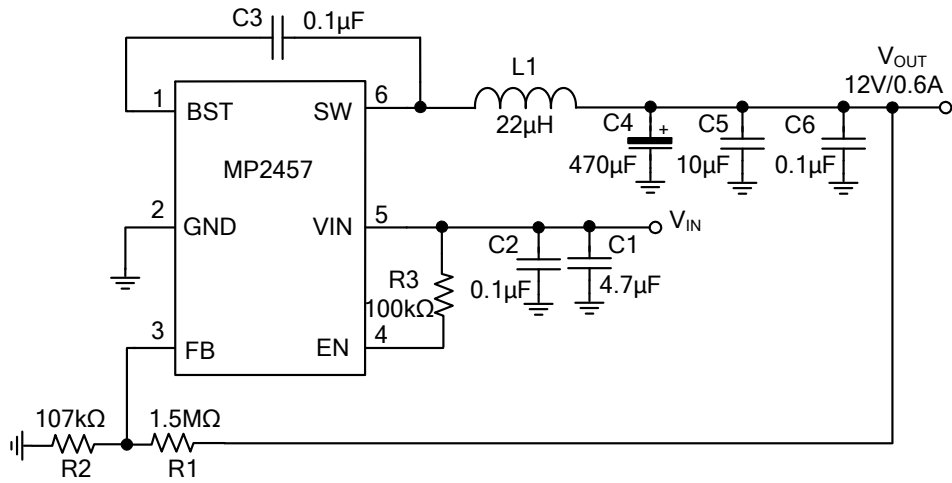 C3
0.1µF
1
BST
SW
6
L1
22µH
V_OUT
12V/0.6A
C4
+
470µF
C5
10µF
C6
0.1µF
MP2457
2
GND
VIN
5
V_IN
C2
0.1µF
C1
4.7µF
R3
100kΩ
3
FB
EN
4
107kΩ
R2
1.5MΩ
R1